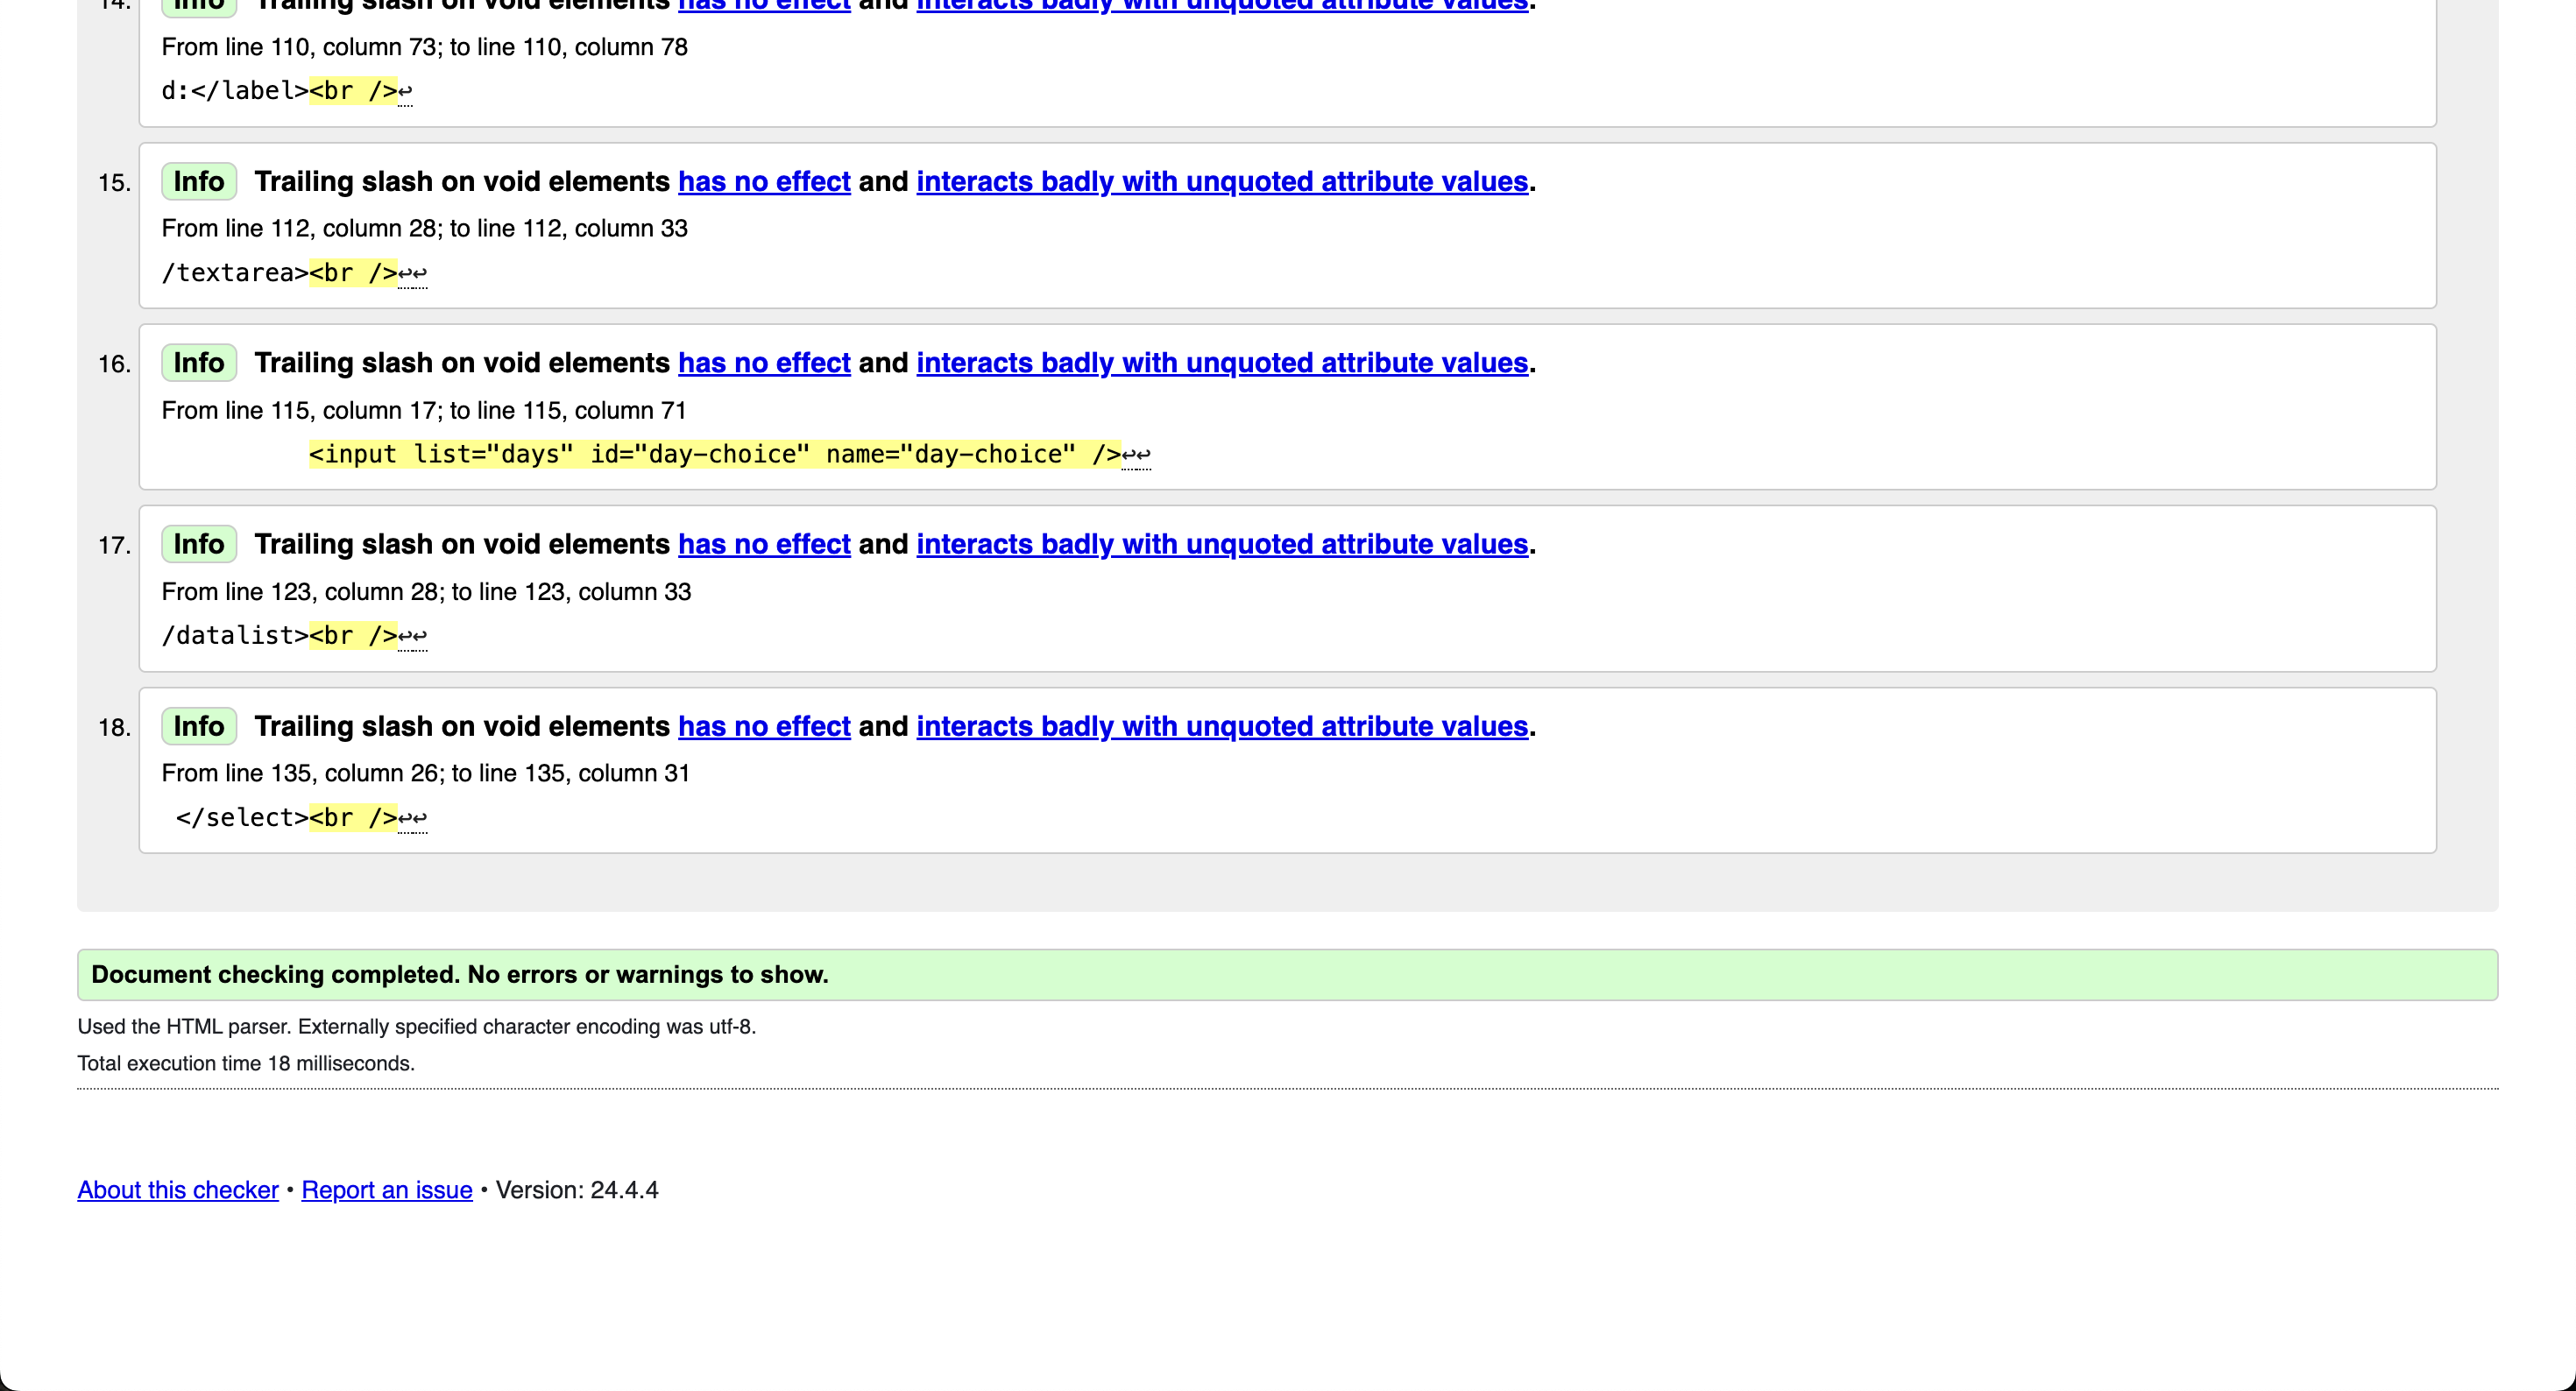 14. Info Trailing slash on void elements has no effect and interacts badly with unquoted attribute values.
From line 110, column 73; to line 110, column 78
d:</label><br />↩
15. Info Trailing slash on void elements has no effect and interacts badly with unquoted attribute values.
From line 112, column 28; to line 112, column 33
/textarea><br />↩↩
16. Info Trailing slash on void elements has no effect and interacts badly with unquoted attribute values.
From line 115, column 17; to line 115, column 71
<input list="days" id="day-choice" name="day-choice" />↩↩
17. Info Trailing slash on void elements has no effect and interacts badly with unquoted attribute values.
From line 123, column 28; to line 123, column 33
/datalist><br />↩↩
18. Info Trailing slash on void elements has no effect and interacts badly with unquoted attribute values.
From line 135, column 26; to line 135, column 31
</select><br />↩↩
Document checking completed. No errors or warnings to show.
Used the HTML parser. Externally specified character encoding was utf-8.
Total execution time 18 milliseconds.
About this checker • Report an issue • Version: 24.4.4